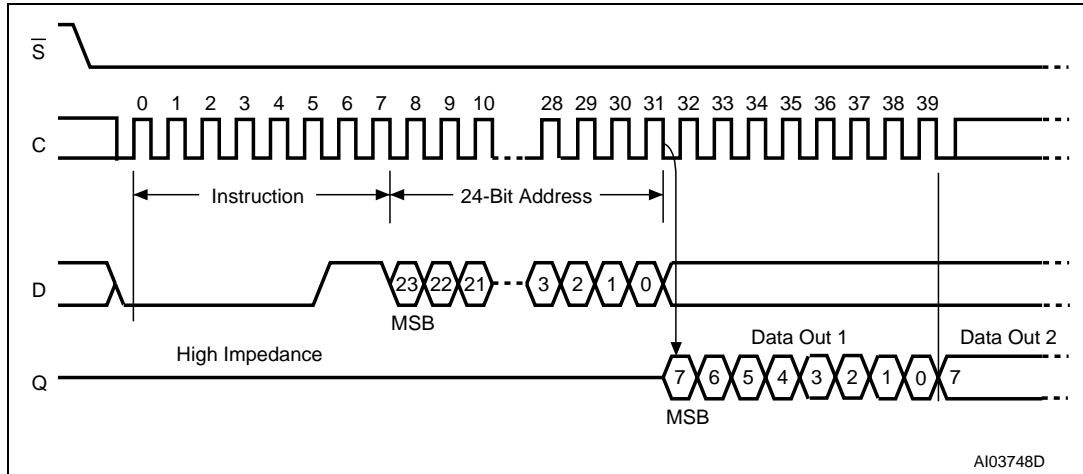 S
0 1 2 3 4 5 6 7 8 9 10 28 29 30 31 32 33 34 35 36 37 38 39
C
Instruction 24-Bit Address
D
23 22 21 3 2 1 0
MSB
High Impedance Data Out 1 Data Out 2
Q
7 6 5 4 3 2 1 0 7
MSB
AI03748D